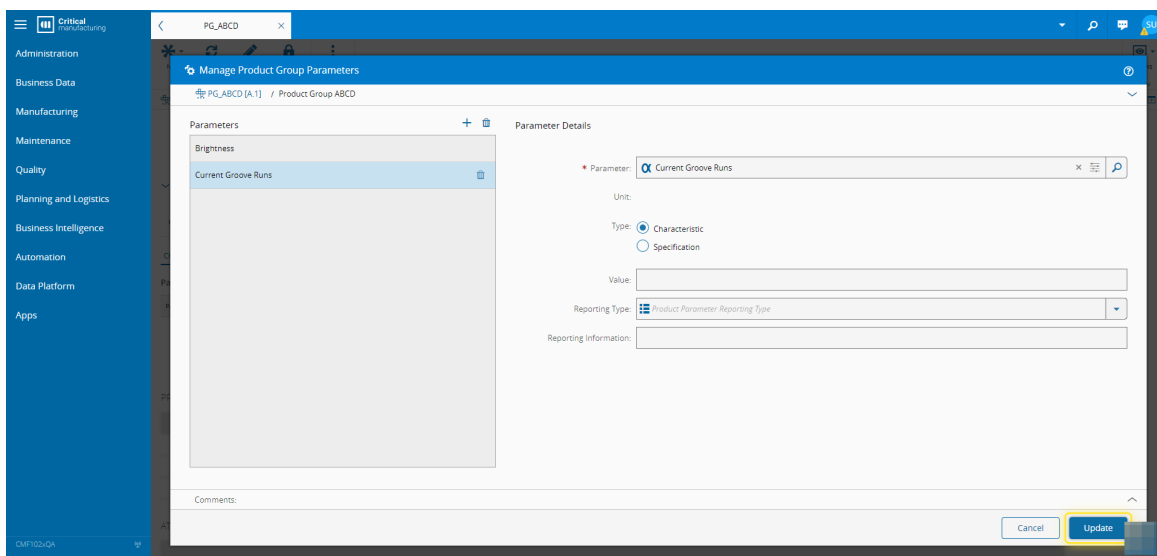 Critical
manufacturing
PG_ABCD
SU
Administration
Business Data
Manufacturing
Maintenance
Quality
Planning and Logistics
Business Intelligence
Automation
Data Platform
Apps
CMF102xQA
Manage Product Group Parameters
PG_ABCD [A.1] / Product Group ABCD
Parameters
Brightness
Current Groove Runs
Parameter Details
* Parameter: Current Groove Runs
Unit:
Type: Characteristic
Specification
Value:
Reporting Type: Product Parameter Reporting Type
Reporting Information:
Comments:
Cancel Update